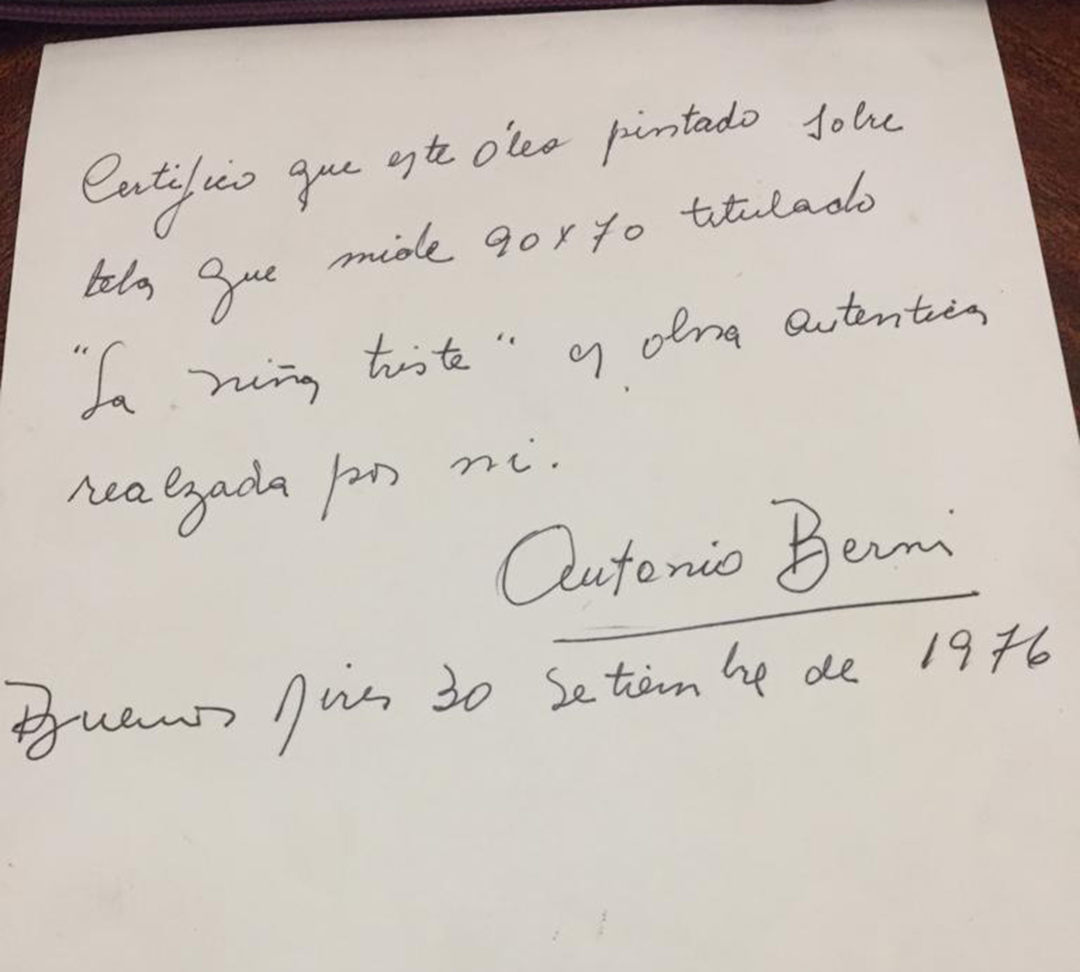 Certifico que este óleo pintado sobre
tela que mide 90 x 70 titulado
"La niña triste" es obra autentica
realzada por mi.
Antonio Berni
Buenos Aires 30 Setiembre de 1976